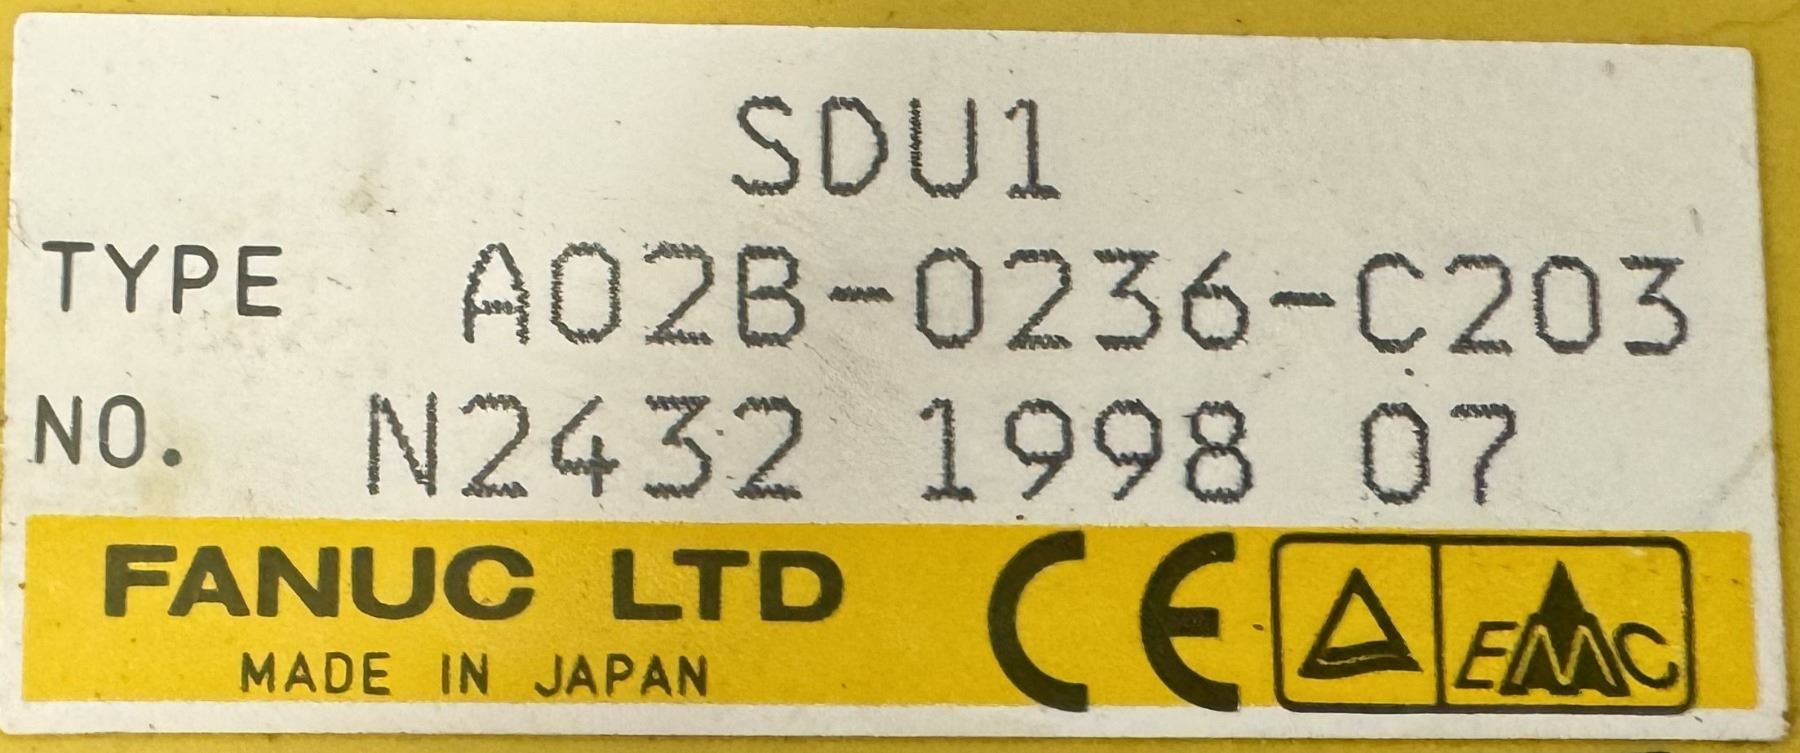 SDU1
TYPE A02B-0236-C203
NO. N2432 1998 07
FANUC LTD
MADE IN JAPAN
CE
EMC